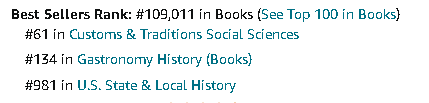 Best Sellers Rank: #109,011 in Books (See Top 100 in Books)
#61 in Customs & Traditions Social Sciences
#134 in Gastronomy History (Books)
#981 in U.S. State & Local History